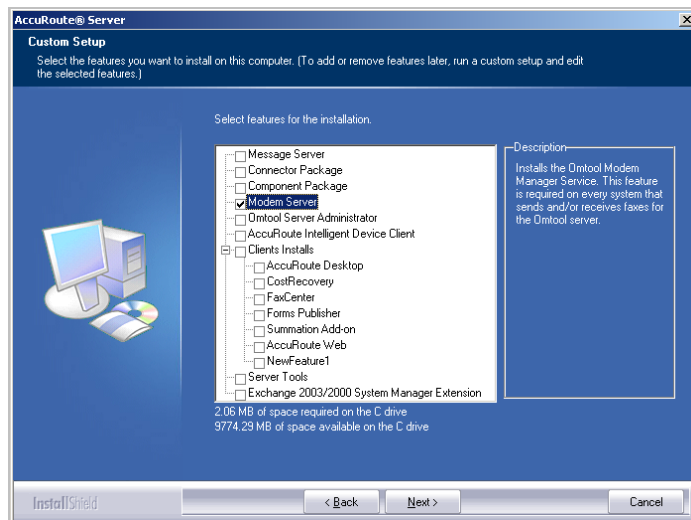 AccuRoute® Server
Custom Setup
Select the features you want to install on this computer. (To add or remove features later, run a custom setup and edit
the selected features.)
Select features for the installation.
Message Server
Connector Package
Component Package
Modem Server
Omtool Server Administrator
AccuRoute Intelligent Device Client
Clients Installs
AccuRoute Desktop
CostRecovery
FaxCenter
Forms Publisher
Summation Add-on
AccuRoute Web
NewFeature1
Server Tools
Exchange 2003/2000 System Manager Extension
Description
Installs the Omtool Modem
Manager Service. This feature
is required on every system that
sends and/or receives faxes for
the Omtool server.
2.06 MB of space required on the C drive
9774.29 MB of space available on the C drive
InstallShield
< Back
Next >
Cancel